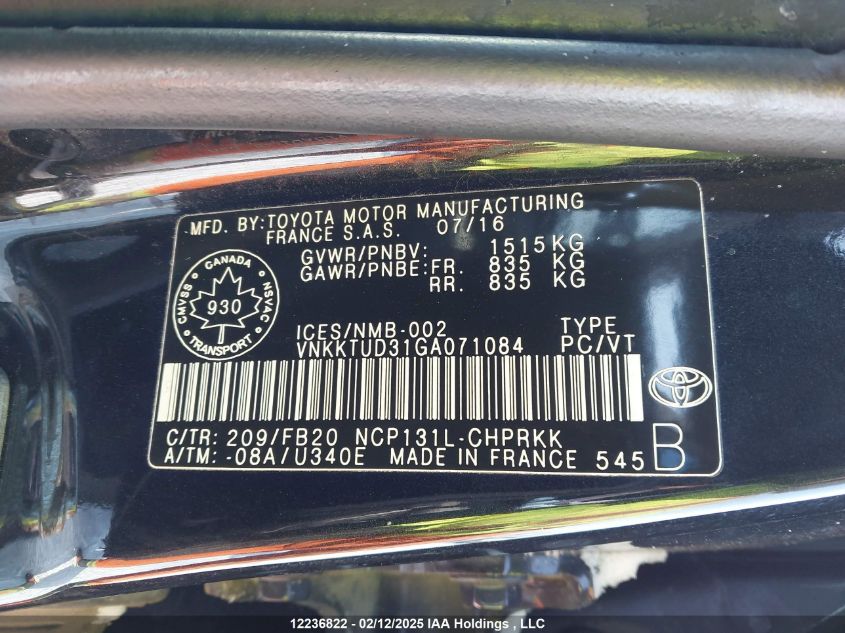 MFD. BY:TOYOTA MOTOR MANUFACTURING
FRANCE S.A.S. 07/16
GVWR/PNBV: 1515KG
GAWR/PNBE: FR. 835 KG
RR. 835 KG
CANADA
CMVSS
930
NSVAC
TRANSPORT
ICES/NMB-002 TYPE
VNKKTUD31GA071084 PC/VT
C/TR: 209/FB20 NCP131L-CHPRKK
A/TM: -08A/U340E MADE IN FRANCE 545 B
12236822 - 02/12/2025 IAA Holdings , LLC